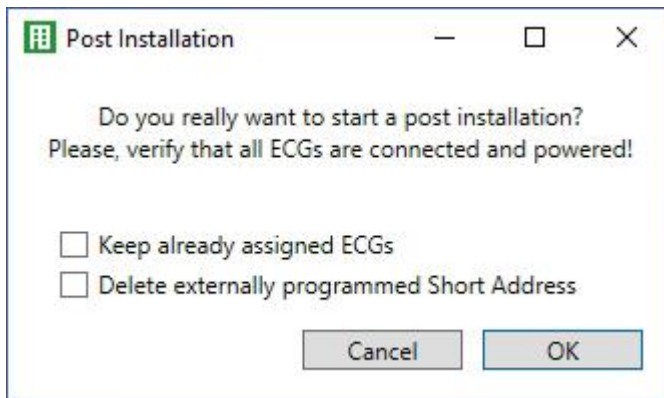 Post Installation
Do you really want to start a post installation?
Please, verify that all ECGs are connected and powered!
Keep already assigned ECGs
Delete externally programmed Short Address
Cancel OK